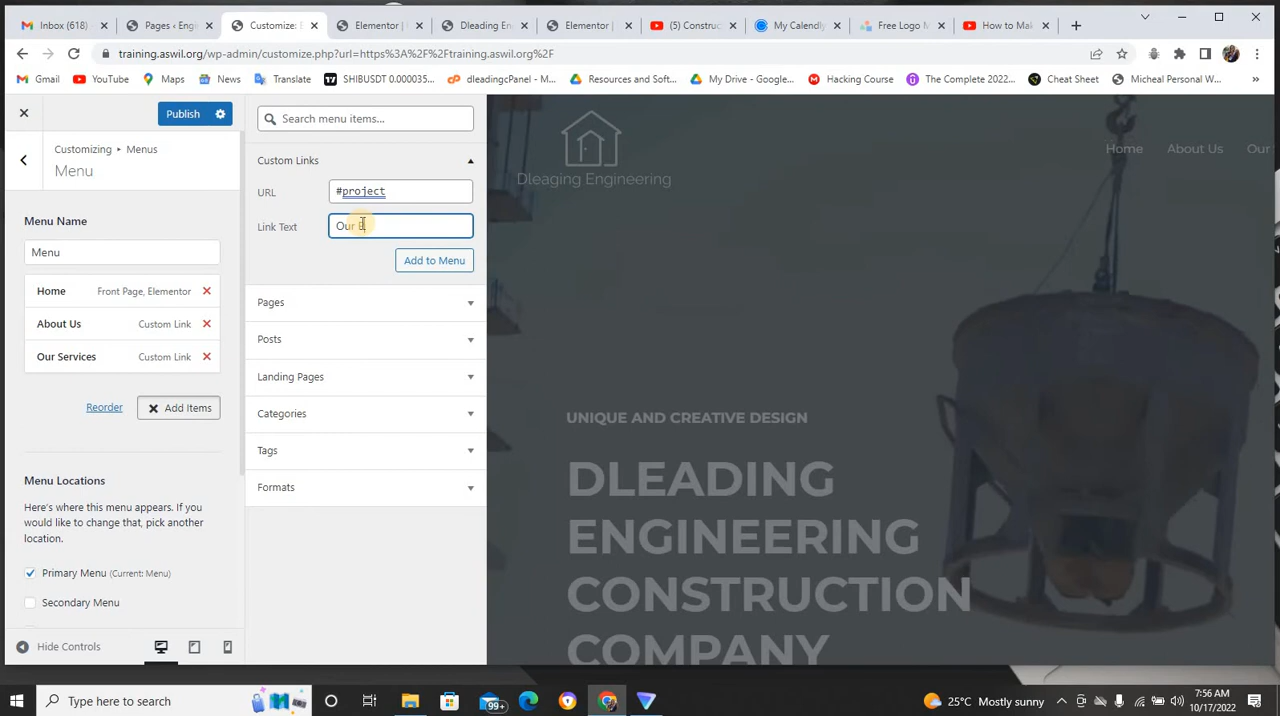 Inbox (618)
Pages ‹ Engi
Customize: E
Elementor |
Dleading En
Elementor |
(5) Construc
My Calendly
Free Logo M
How to Mak
training.aswil.org/wp-admin/customize.php?url=https%3A%2F%2Ftraining.aswil.org%2F
Gmail
YouTube
Maps
News
Translate
SHIBUSDT 0.000035...
dleadingcPanel - M...
Resources and Soft...
My Drive - Google...
Hacking Course
The Complete 2022...
Cheat Sheet
Micheal Personal W...
Publish
Customizing ▸ Menus
Menu
Menu Name
Menu
Home Front Page, Elementor
About Us Custom Link
Our Services Custom Link
Reorder
Add Items
Menu Locations
Here's where this menu appears. If you
would like to change that, pick another
location.
Primary Menu (Current: Menu)
Secondary Menu
Hide Controls
Search menu items...
Custom Links
URL #project
Link Text Our
Add to Menu
Pages
Posts
Landing Pages
Categories
Tags
Formats
Dleaging Engineering
Home About Us Our
UNIQUE AND CREATIVE DESIGN
DLEADING
ENGINEERING
CONSTRUCTION
COMPANY
Type here to search
99+
25°C Mostly sunny
7:56 AM
10/17/2022